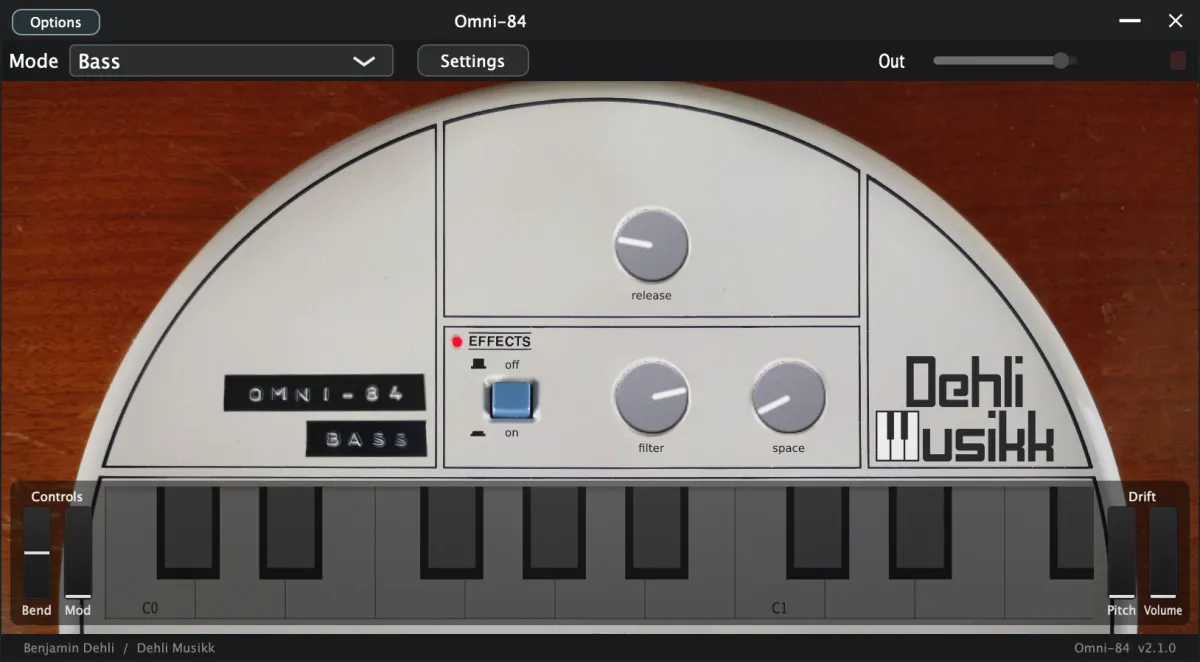 Options
Omni-84
Mode Bass
Settings
Out
release
EFFECTS
off
on
filter
space
OMNI-84
BASS
Dehli
Musikk
Controls
Bend Mod
C0
C1
Drift
Pitch Volume
Benjamin Dehli / Dehli Musikk
Omni-84 v2.1.0